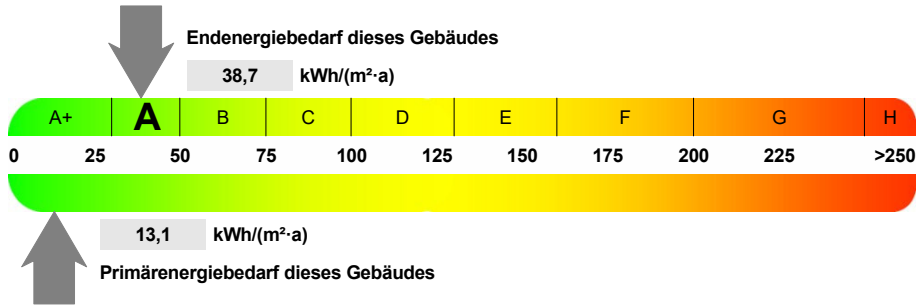 Endenergiebedarf dieses Gebäudes
38,7 kWh/(m²·a)
A+ A B C D E F G H
0 25 50 75 100 125 150 175 200 225 >250
13,1 kWh/(m²·a)
Primärenergiebedarf dieses Gebäudes